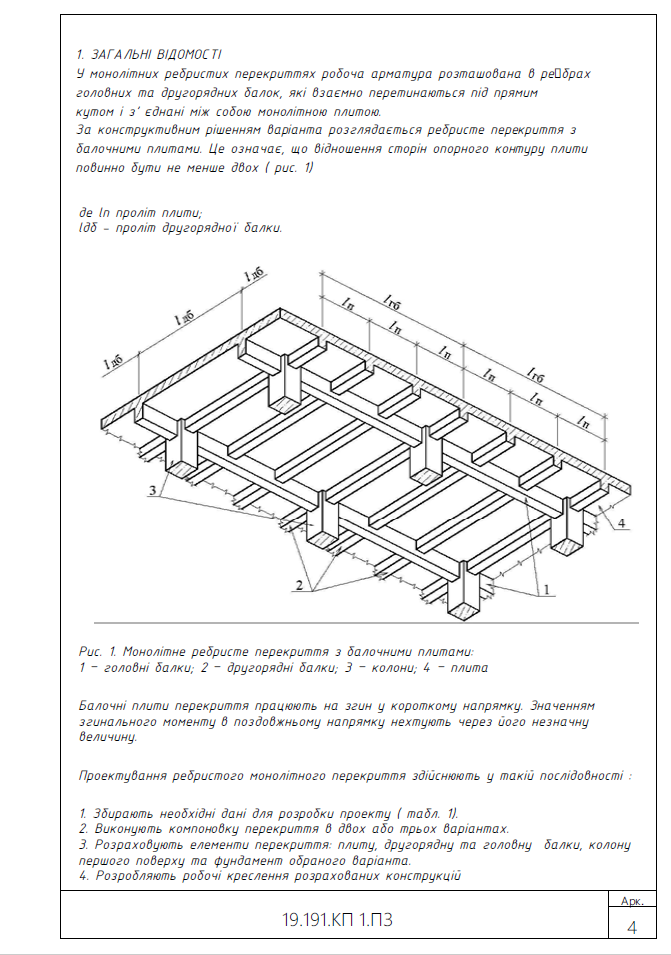 1. ЗАГАЛЬНІ ВІДОМОСТІ
У монолітних ребристих перекриттях робоча арматура розташована в ре□брах
головних та другорядних балок, які взаємно перетинаються під прямим
кутом і з' єднані між собою монолітною плитою.
За конструктивним рішенням варіанта розглядається ребристе перекриття з
балочними плитами. Це означає, що відношення сторін опорного контуру плити
повинно бути не менше двох ( рис. 1)
де lп проліт плити;
lдб – проліт другорядної балки.
lдб
lдб
lдб
lгб
lп
lп
lп
lгб
lп
lп
lп
3
2
1
4
Рис. 1. Монолітне ребристе перекриття з балочними плитами:
1 – головні балки; 2 – другорядні балки; 3 – колони; 4 – плита
Балочні плити перекриття працюють на згин у короткому напрямку. Значенням
згинального моменту в поздовжньому напрямку нехтують через його незначну
величину.
Проектування ребристого монолітного перекриття здійснюють у такій послідовності :
1. Збирають необхідні дані для розробки проекту ( табл. 1).
2. Виконують компоновку перекриття в двох або трьох варіантах.
3. Розраховують елементи перекриття: плиту, другорядну та головну балки, колону
першого поверху та фундамент обраного варіанта.
4. Розробляють робочі креслення розрахованих конструкцій
19.191.КП 1.ПЗ
Арк.
4